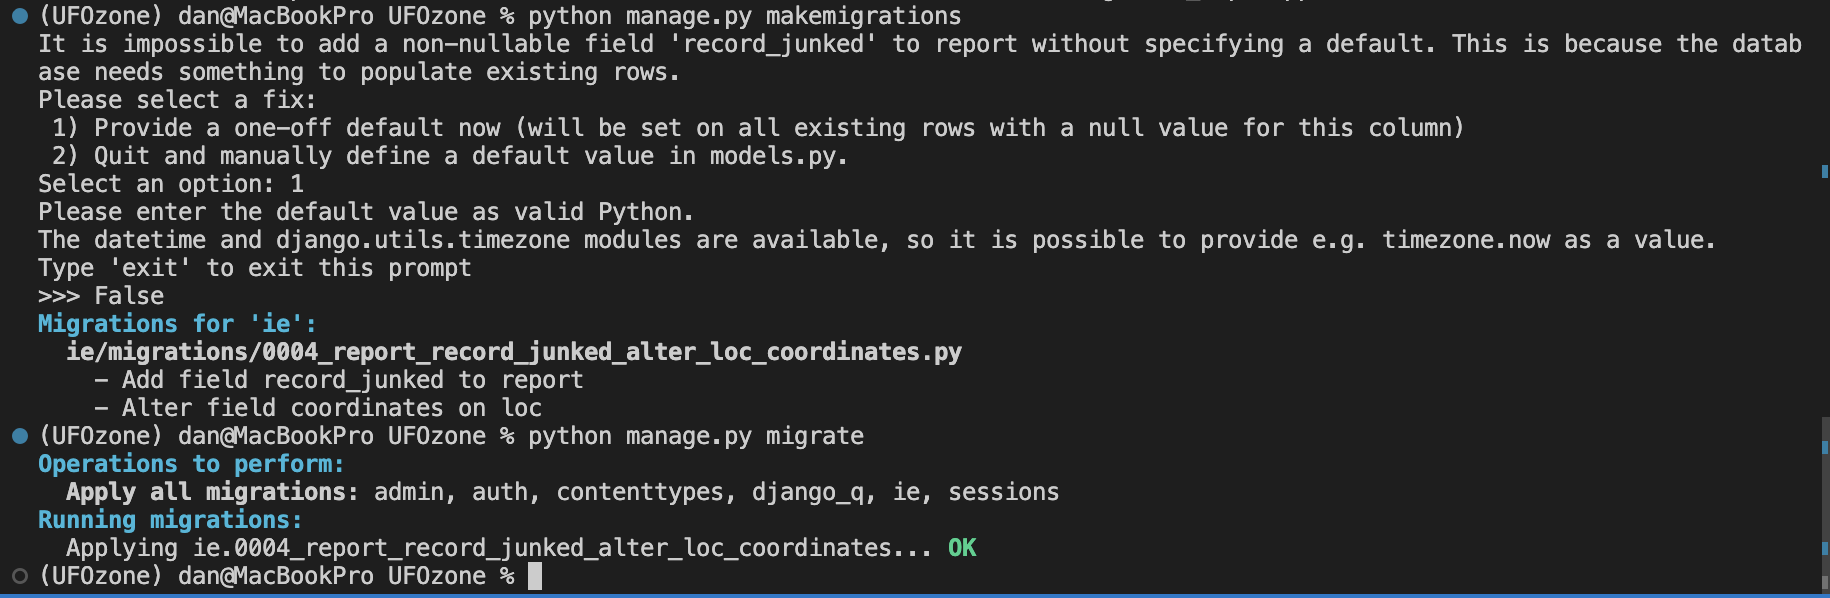 (UFOzone) dan@MacBookPro UFOzone % python manage.py makemigrations
It is impossible to add a non-nullable field 'record_junked' to report without specifying a default. This is because the datab
ase needs something to populate existing rows.
Please select a fix:
 1) Provide a one-off default now (will be set on all existing rows with a null value for this column)
 2) Quit and manually define a default value in models.py.
Select an option: 1
Please enter the default value as valid Python.
The datetime and django.utils.timezone modules are available, so it is possible to provide e.g. timezone.now as a value.
Type 'exit' to exit this prompt
>>> False
Migrations for 'ie':
  ie/migrations/0004_report_record_junked_alter_loc_coordinates.py
    - Add field record_junked to report
    - Alter field coordinates on loc
(UFOzone) dan@MacBookPro UFOzone % python manage.py migrate
Operations to perform:
  Apply all migrations: admin, auth, contenttypes, django_q, ie, sessions
Running migrations:
  Applying ie.0004_report_record_junked_alter_loc_coordinates... OK
(UFOzone) dan@MacBookPro UFOzone %